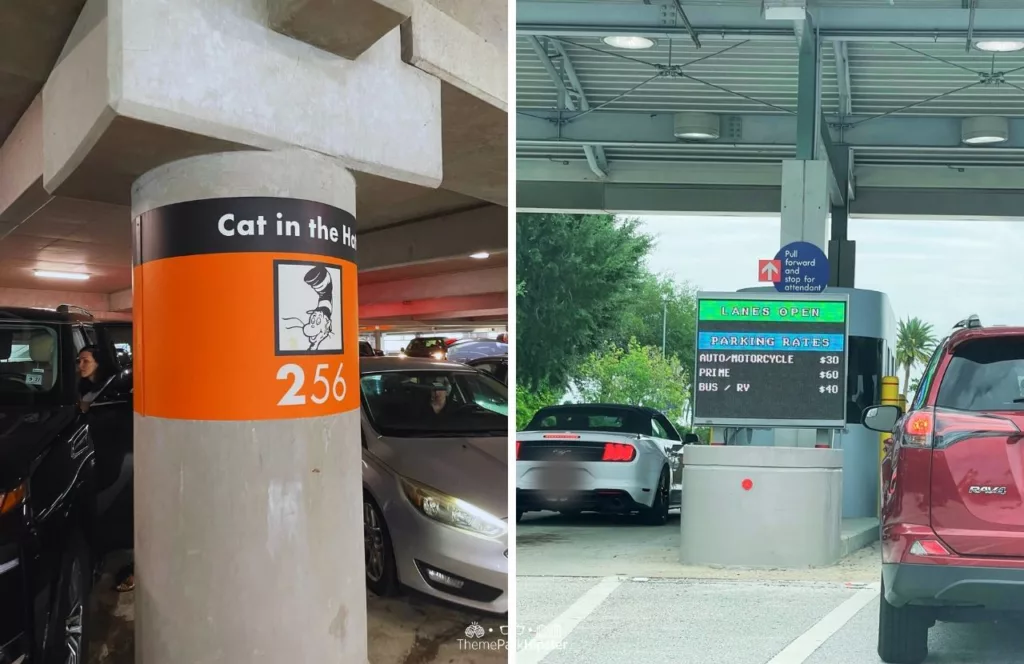 Cat in the Ha
256
Pull
forward
and
stop for
attendant
LANES OPEN
PARKING RATES
AUTO/MOTORCYCLE $30
PRIME $60
BUS / RV $40
RAV4